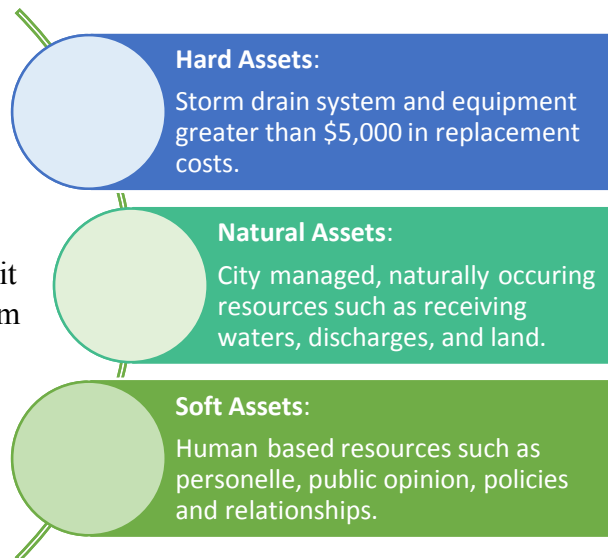 Hard Assets:
Storm drain system and equipment
greater than $5,000 in replacement
costs.
Natural Assets:
City managed, naturally occuring
resources such as receiving
waters, discharges, and land.
it
m
Soft Assets:
Human based resources such as
personelle, public opinion, policies
and relationships.